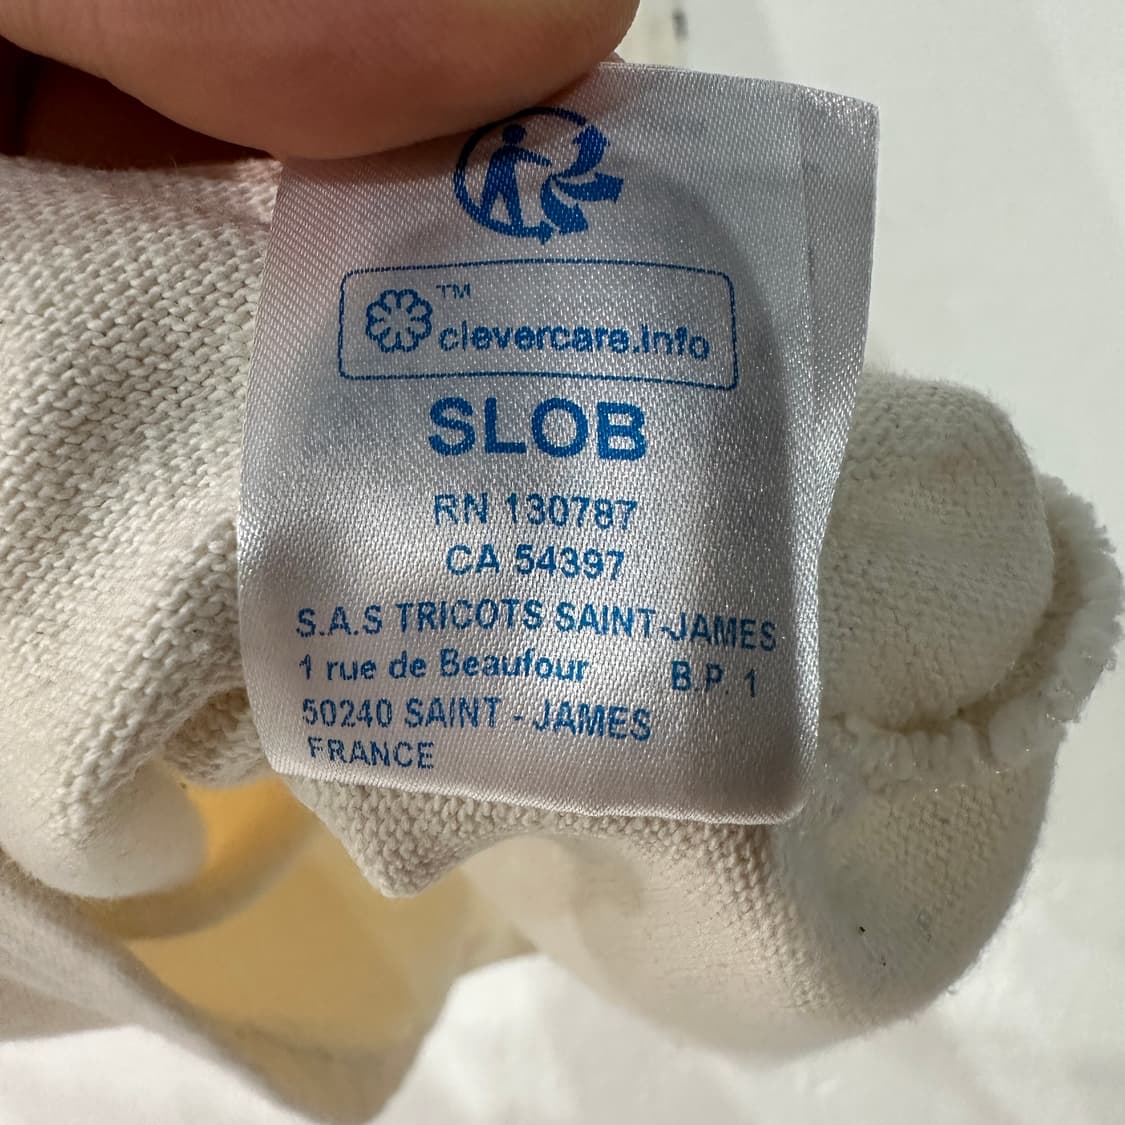 TM
clevercare.info
SLOB
RN 130787
CA 54397
S.A.S TRICOTS SAINT-JAMES
1 rue de Beaufour B.P. 1
50240 SAINT - JAMES
FRANCE